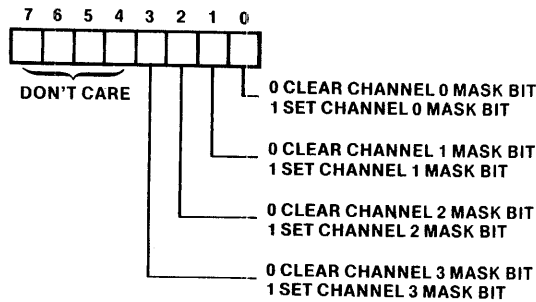 7 6 5 4 3 2 1 0
DON'T CARE
0 CLEAR CHANNEL 0 MASK BIT
1 SET CHANNEL 0 MASK BIT
0 CLEAR CHANNEL 1 MASK BIT
1 SET CHANNEL 1 MASK BIT
0 CLEAR CHANNEL 2 MASK BIT
1 SET CHANNEL 2 MASK BIT
0 CLEAR CHANNEL 3 MASK BIT
1 SET CHANNEL 3 MASK BIT